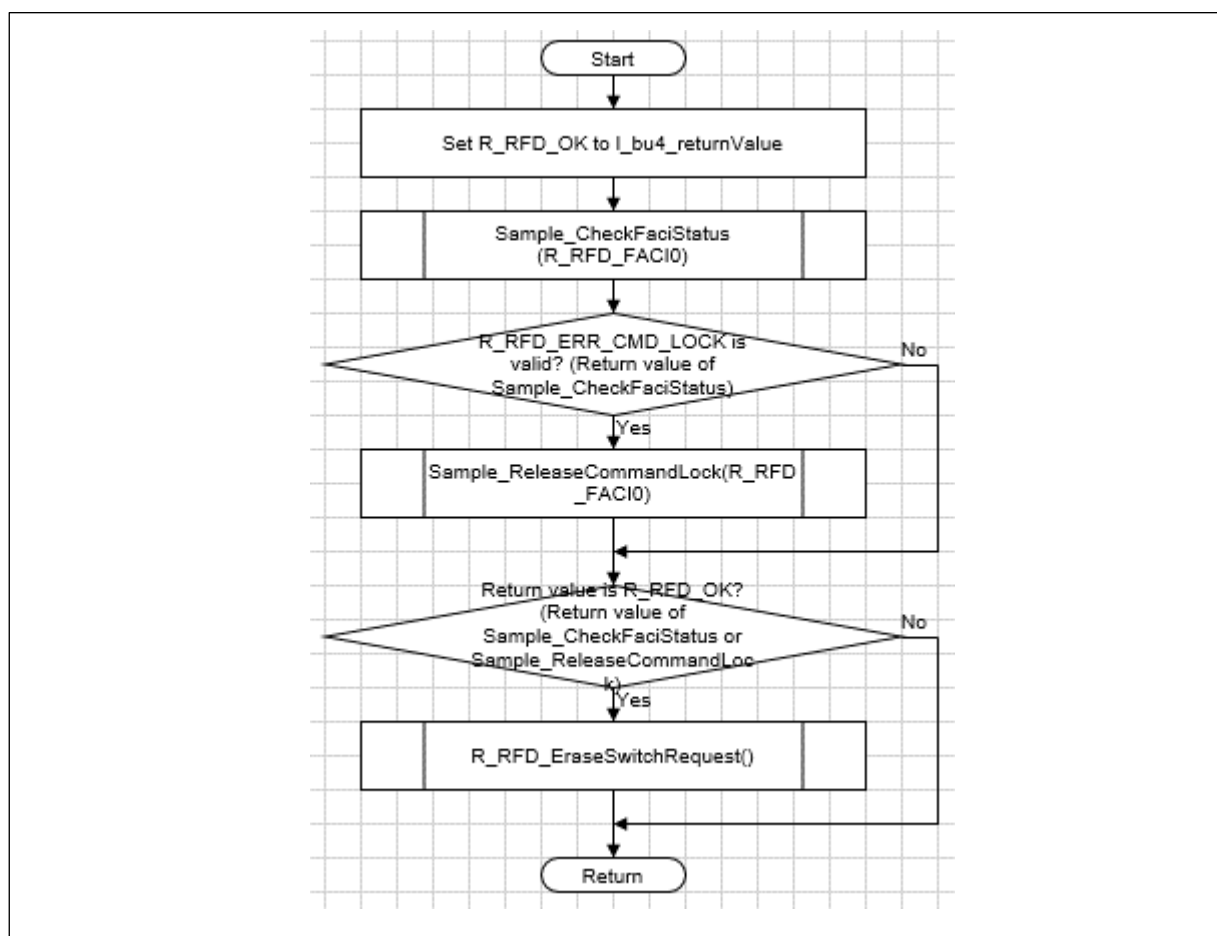 Start
Set R_RFD_OK to l_bu4_returnValue
Sample_CheckFaciStatus
(R_RFD_FACI0)
R_RFD_ERR_CMD_LOCK is
valid? (Return value of
Sample_CheckFaciStatus)
No
Yes
Sample_ReleaseCommandLock(R_RFD
_FACI0)
Return value is R_RFD_OK?
(Return value of
Sample_CheckFaciStatus or
Sample_ReleaseCommandLoc
k)
No
Yes
R_RFD_EraseSwitchRequest()
Return